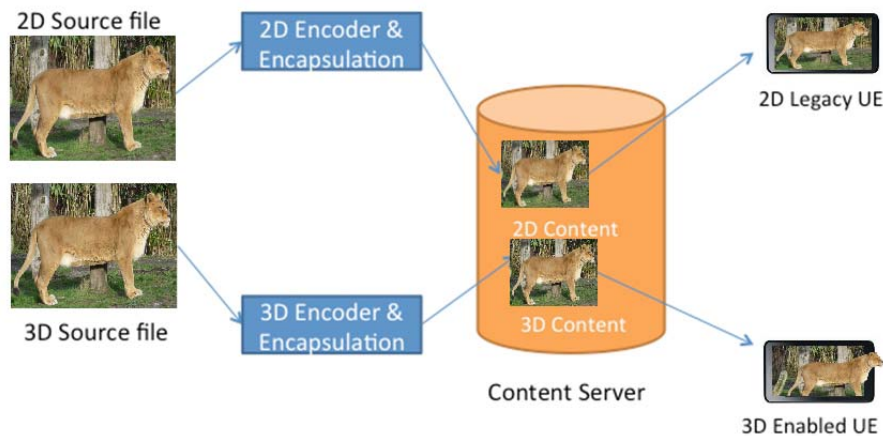 2D Source file
2D Encoder &
Encapsulation
2D Legacy UE
2D Content
3D Content
3D Source file
3D Encoder &
Encapsulation
Content Server
3D Enabled UE